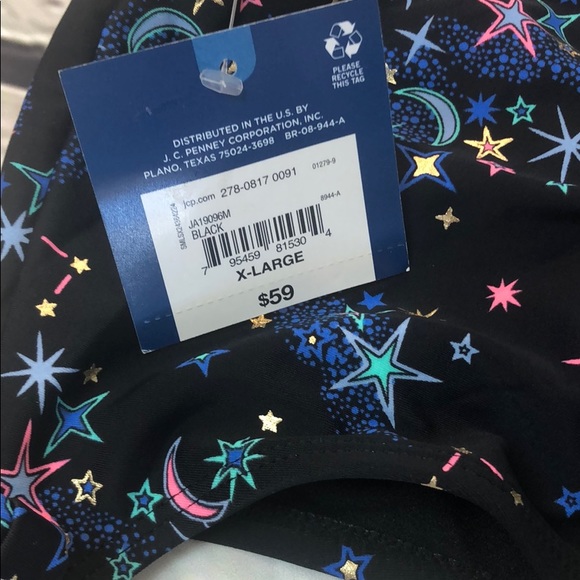 PLEASE
RECYCLE
THIS TAG
DISTRIBUTED IN THE U.S. BY
J. C. PENNEY CORPORATION, INC.
PLANO, TEXAS 75024-3698 BR-08-944-A
jcp.com 278-0817 0091 01279-9
JA19096M 8944-A
BLACK
7 95459 81530 4
X-LARGE
$59